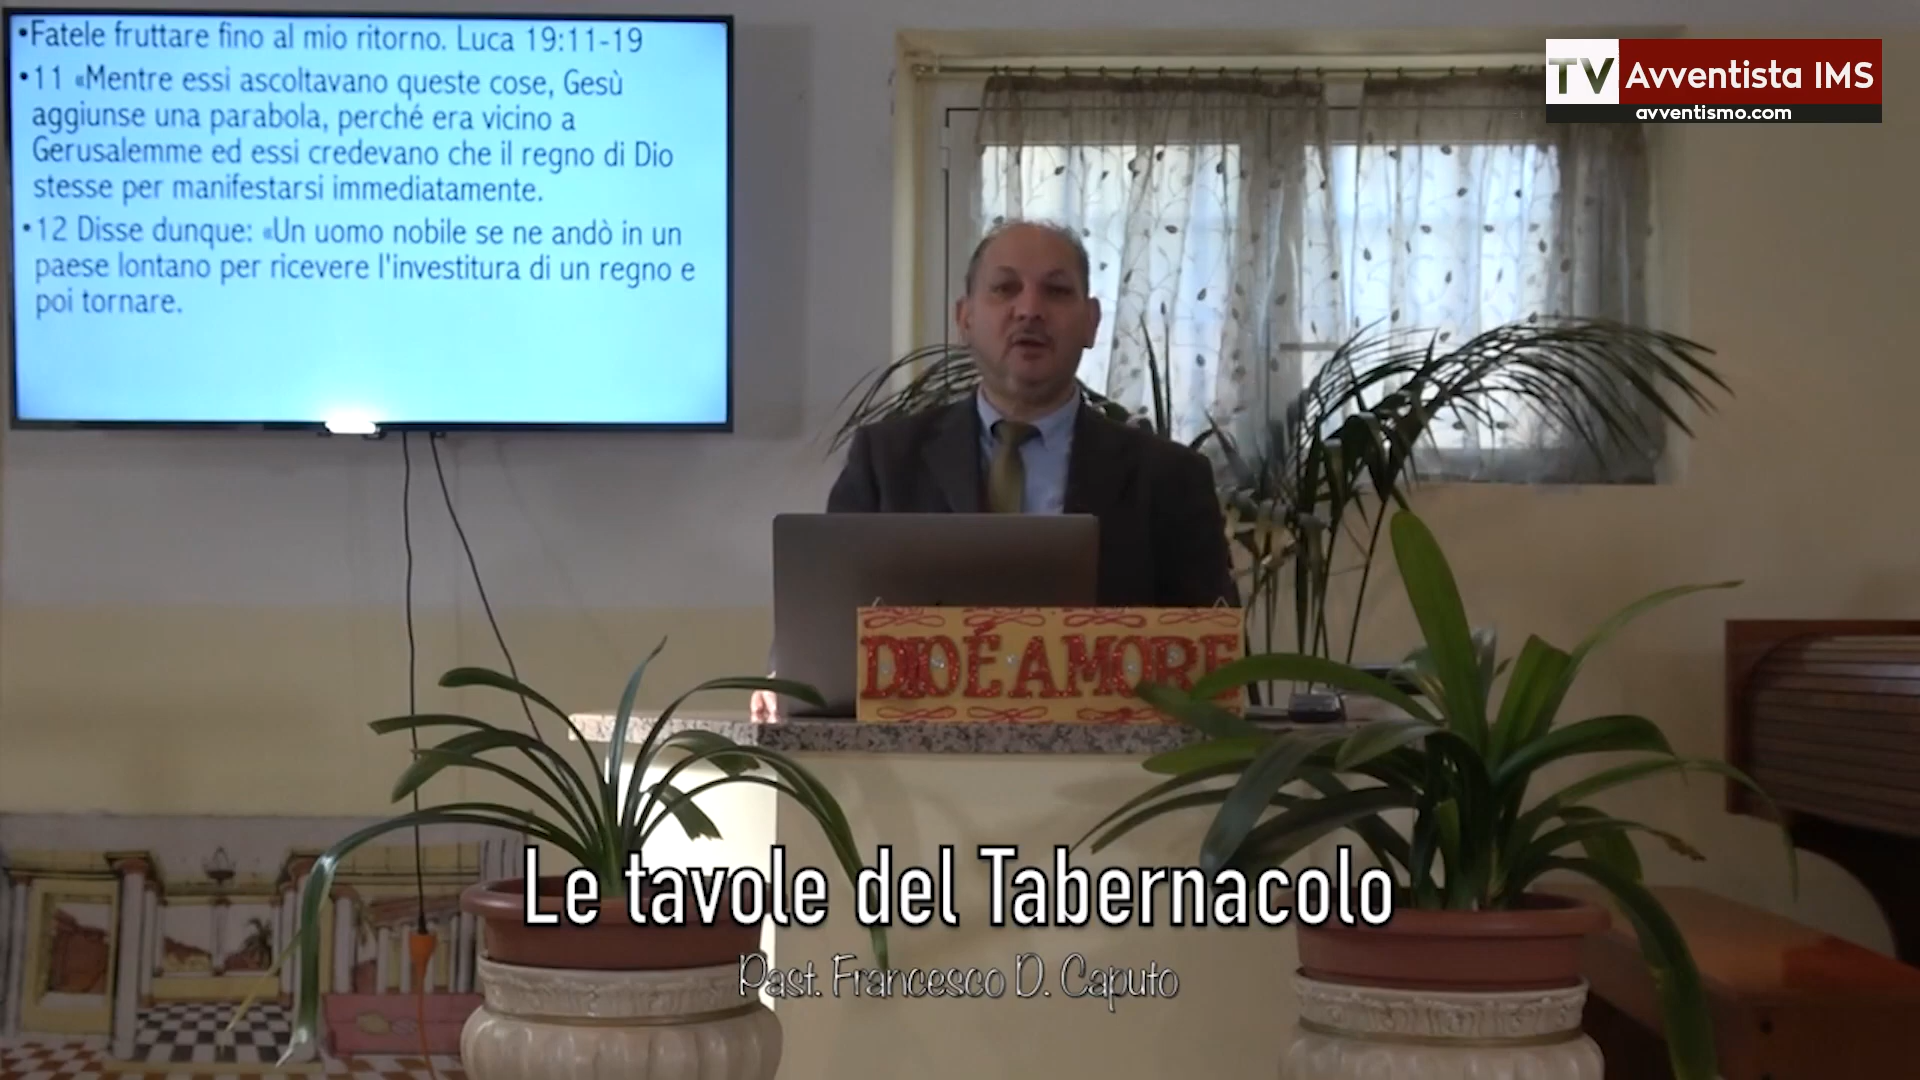 •Fatele fruttare fino al mio ritorno. Luca 19:11-19
•11 «Mentre essi ascoltavano queste cose, Gesù
aggiunse una parabola, perché era vicino a
Gerusalemme ed essi credevano che il regno di Dio
stesse per manifestarsi immediatamente.
•12 Disse dunque: «Un uomo nobile se ne andò in un
paese lontano per ricevere l'investitura di un regno e
poi tornare.
TV Avventista IMS
avventismo.com
DIO É AMORE
Le tavole del Tabernacolo
Past. Francesco D. Caputo